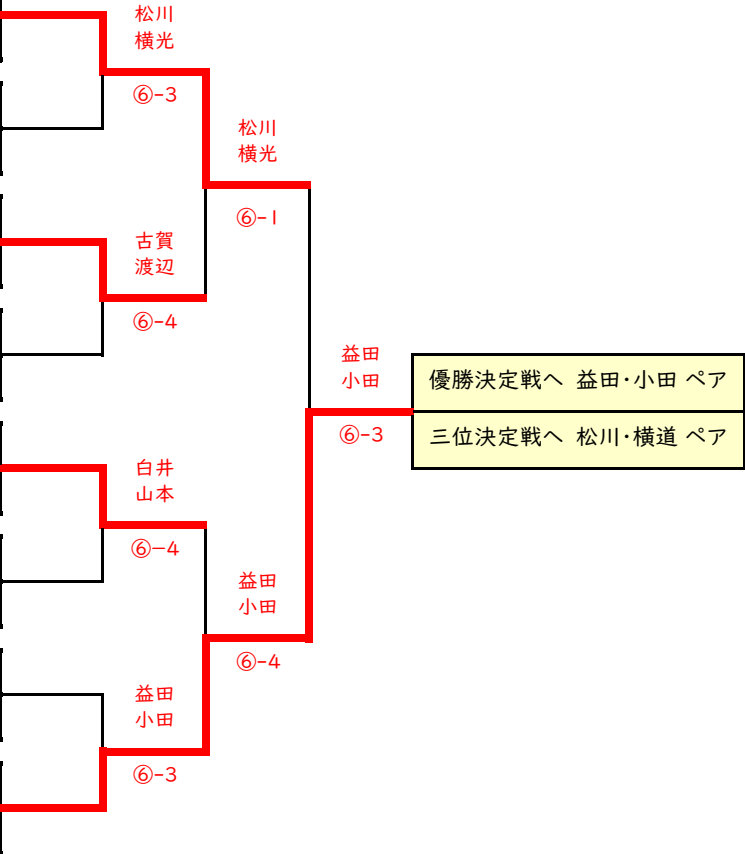 松川
横光
⑥-3
松川
横光
⑥-1
古賀
渡辺
⑥-4
益田
小田
⑥-3
優勝決定戦へ 益田・小田 ペア
三位決定戦へ 松川・横道 ペア
白井
山本
⑥-4
益田
小田
⑥-4
益田
小田
⑥-3